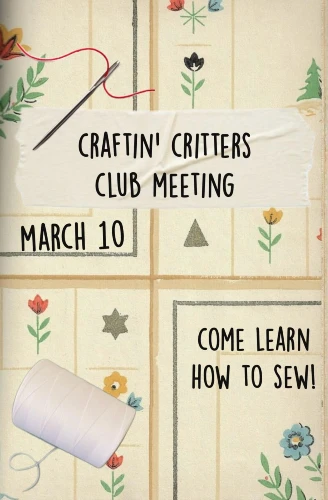 CRAFTIN' CRITTERS
CLUB MEETING
MARCH 10
COME LEARN
HOW TO SEW!